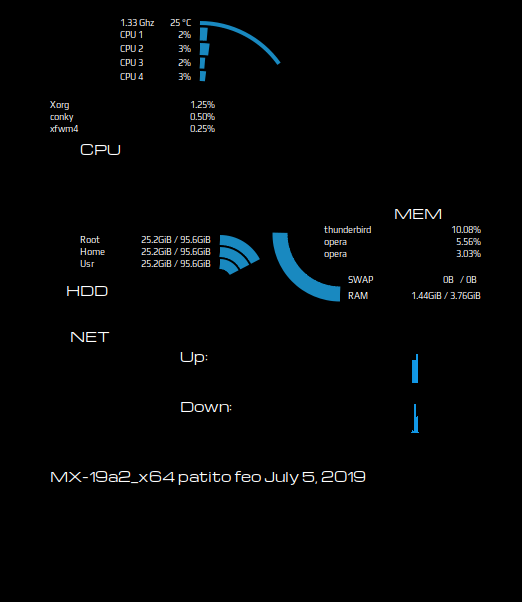 1.33 Ghz 25 °C
CPU 1 2%
CPU 2 3%
CPU 3 2%
CPU 4 3%
Xorg 1.25%
conky 0.50%
xfwm4 0.25%
CPU
MEM
thunderbird 10.08%
opera 5.56%
opera 3.03%
SWAP 0B / 0B
RAM 1.44GiB / 3.76GiB
Root 25.2GiB / 95.6GiB
Home 25.2GiB / 95.6GiB
Usr 25.2GiB / 95.6GiB
HDD
NET
Up:
Down:
MX-19a2_x64 patito feo July 5, 2019